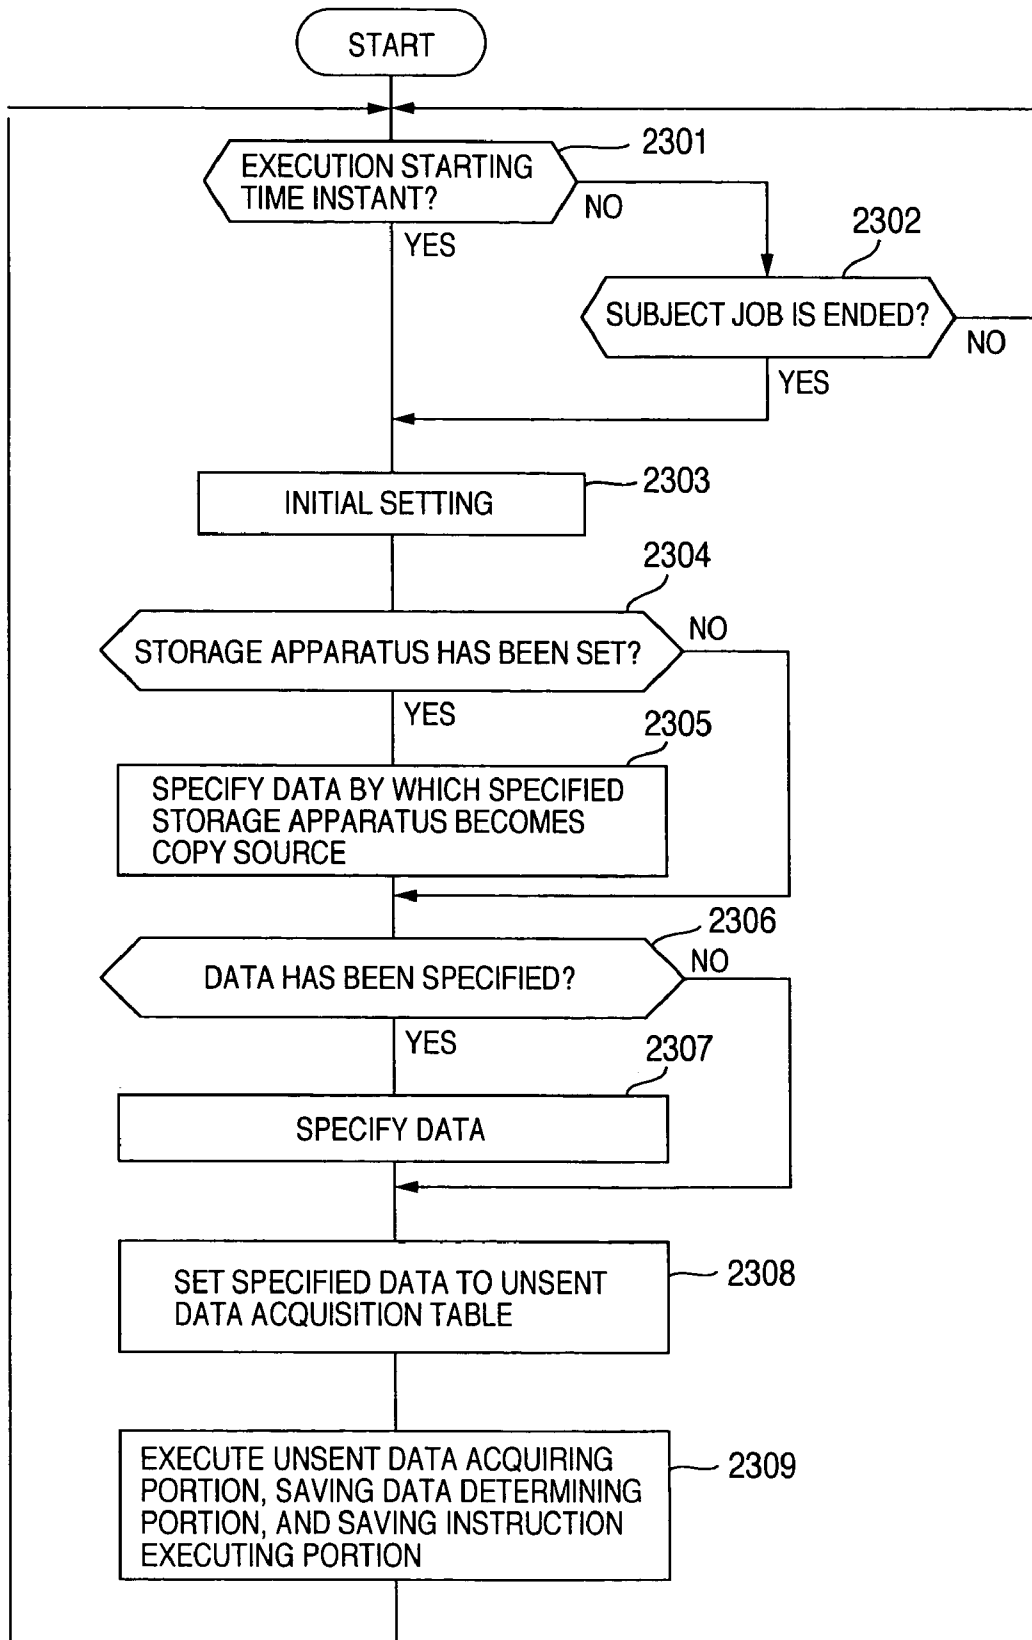 START
2301
EXECUTION STARTING
TIME INSTANT?
NO
YES
2302
SUBJECT JOB IS ENDED?
NO
YES
2303
INITIAL SETTING
2304
STORAGE APPARATUS HAS BEEN SET?
NO
YES
2305
SPECIFY DATA BY WHICH SPECIFIED
STORAGE APPARATUS BECOMES
COPY SOURCE
2306
DATA HAS BEEN SPECIFIED?
NO
YES
2307
SPECIFY DATA
2308
SET SPECIFIED DATA TO UNSENT
DATA ACQUISITION TABLE
2309
EXECUTE UNSENT DATA ACQUIRING
PORTION, SAVING DATA DETERMINING
PORTION, AND SAVING INSTRUCTION
EXECUTING PORTION